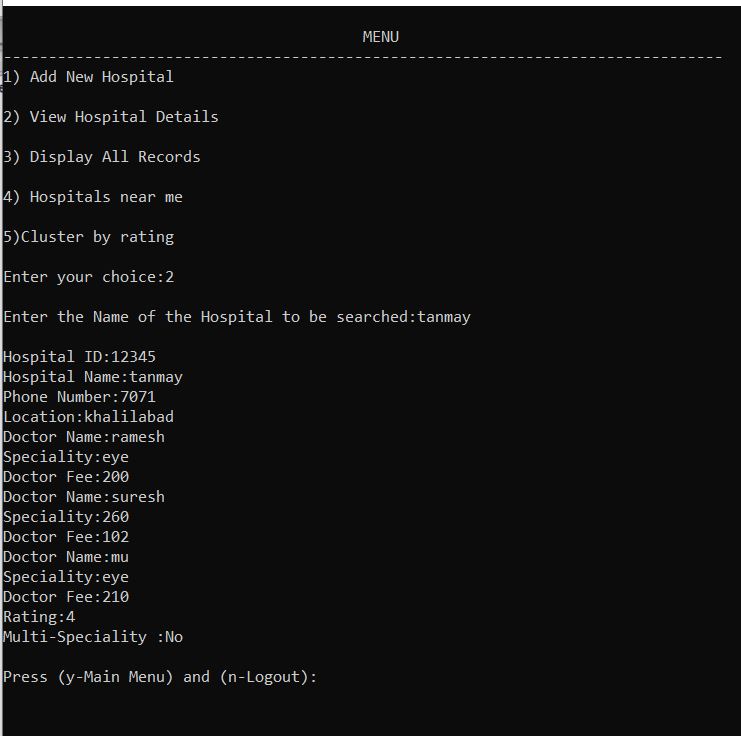 MENU
--------------------------------------------------------------------------------
1) Add New Hospital
2) View Hospital Details
3) Display All Records
4) Hospitals near me
5)Cluster by rating
Enter your choice:2
Enter the Name of the Hospital to be searched:tanmay
Hospital ID:12345
Hospital Name:tanmay
Phone Number:7071
Location:khalilabad
Doctor Name:ramesh
Speciality:eye
Doctor Fee:200
Doctor Name:suresh
Speciality:260
Doctor Fee:102
Doctor Name:mu
Speciality:eye
Doctor Fee:210
Rating:4
Multi-Speciality :No
Press (y-Main Menu) and (n-Logout):